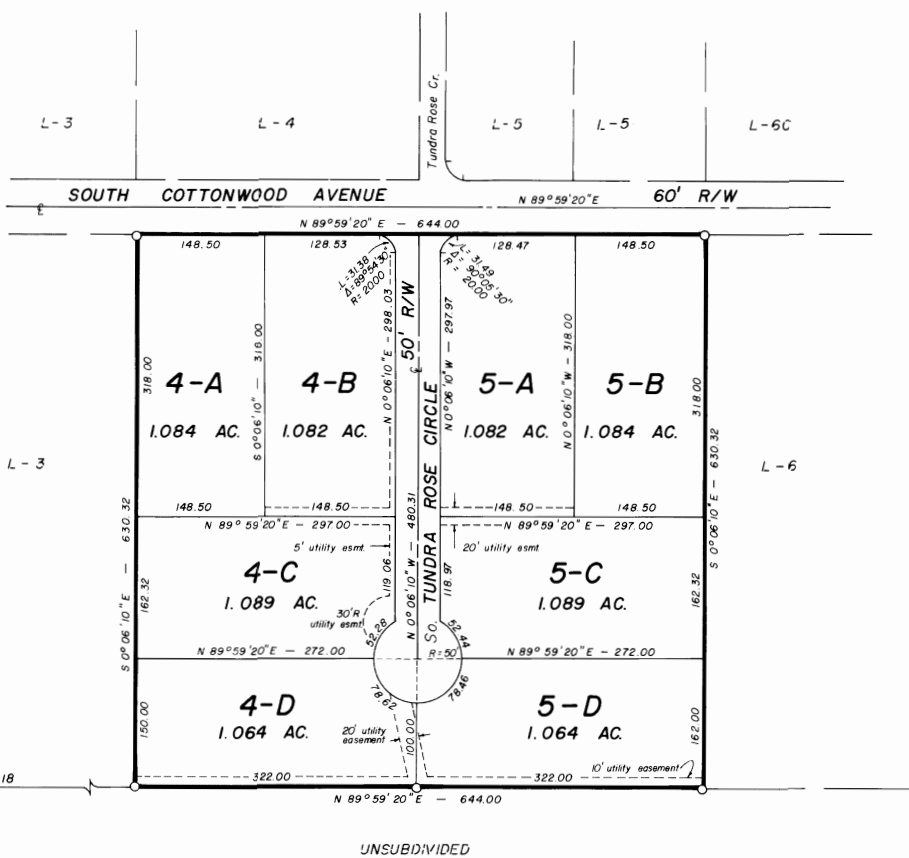 Tundra Rose Cr.
L-3
L-4
L-5
L-5
L-6C
SOUTH COTTONWOOD AVENUE
N 89°59'20" E
60' R/W
N 89°59'20" E — 644.00
148.50
128.53
128.47
148.50
L=31.38
Δ=89°54'30"
R=20.00
L=31.49
Δ=90°05'30"
R=20.00
50' R/W
318.00
4-A
1.084 AC.
S 0°06'10" — 318.00
4-B
1.082 AC.
N 0°06'10"E - 298.03
N 0°06'10"W - 297.97
5-A
1.082 AC.
N 0°06'10"W - 318.00
5-B
1.084 AC.
318.00
L-3
L-6
S 0°06'10"E — 630.32
S 0°06'10"E — 630.32
148.50
148.50
148.50
148.50
N 89°59'20"E - 297.00
N 89°59'20"E - 297.00
N 0°06'10"W - 480.31
So. TUNDRA ROSE CIRCLE
5' utility esmt.
20' utility esmt.
4-C
1.089 AC.
162.32
119.06
118.97
5-C
1.089 AC.
162.32
30'R
utility esmt.
52.28
52.44
N 89°59'20"E - 272.00
R=50'
N 89°59'20"E - 272.00
4-D
1.064 AC.
150.00
78.62
78.46
20' utility
easement
100.00
5-D
1.064 AC.
162.00
10' utility easement
18
322.00
322.00
N 89°59'20"E — 644.00
UNSUBDIVIDED